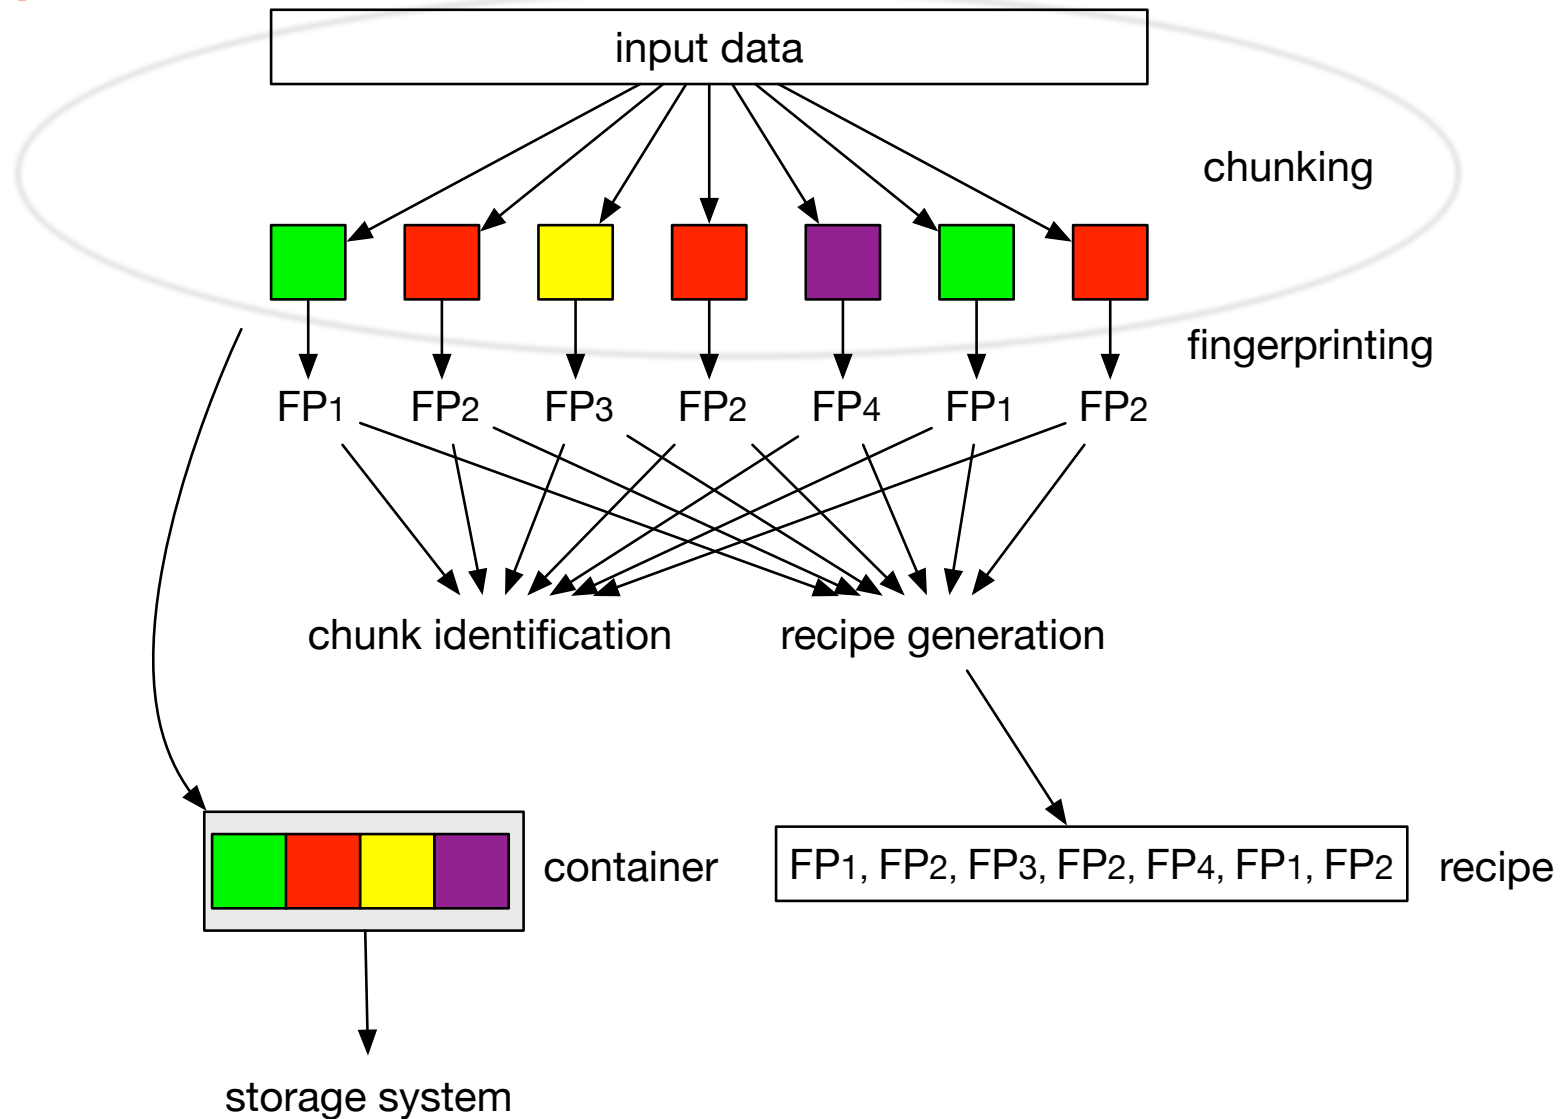 input data
chunking
fingerprinting
FP1 FP2 FP3 FP2 FP4 FP1 FP2
chunk identification
recipe generation
container
FP1, FP2, FP3, FP2, FP4, FP1, FP2
recipe
storage system